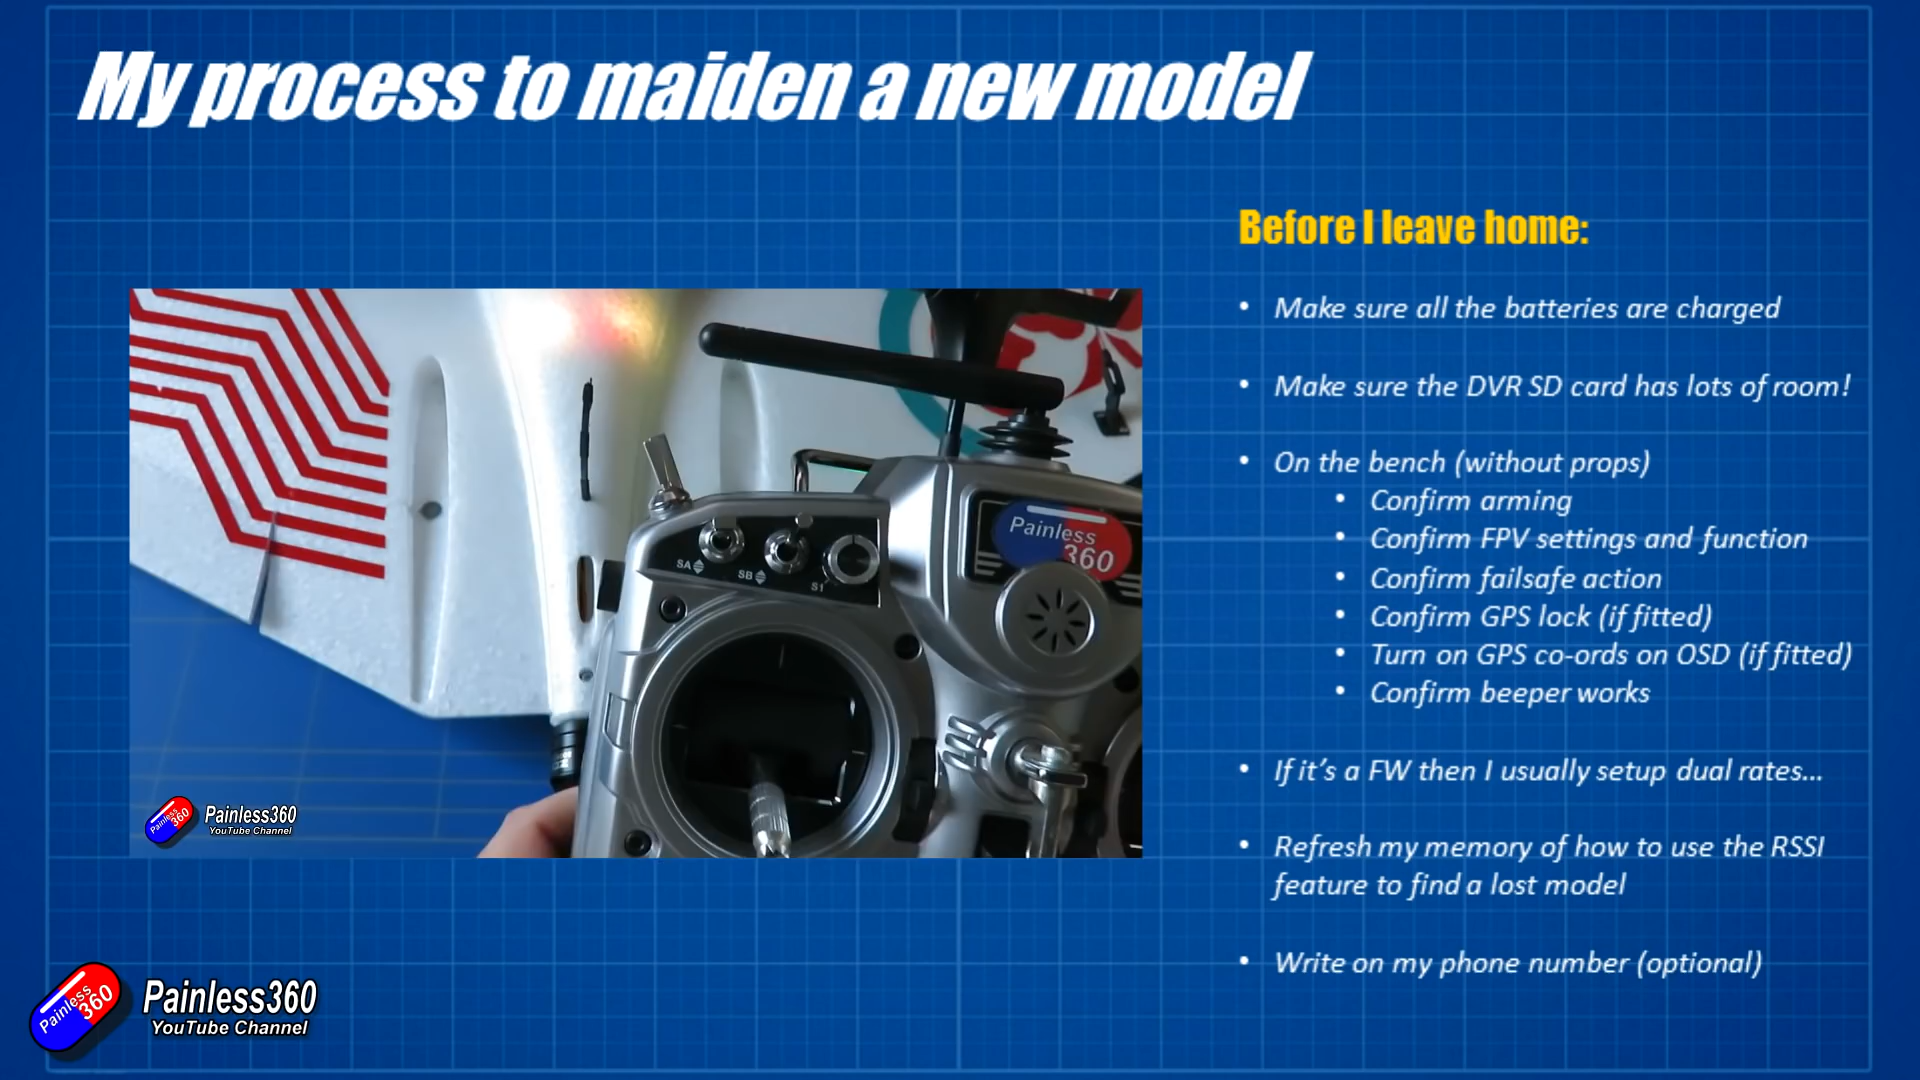 My process to maiden a new model
Before I leave home:
• Make sure all the batteries are charged
• Make sure the DVR SD card has lots of room!
• On the bench (without props)
• Confirm arming
• Confirm FPV settings and function
• Confirm failsafe action
• Confirm GPS lock (if fitted)
• Turn on GPS co-ords on OSD (if fitted)
• Confirm beeper works
• If it's a FW then I usually setup dual rates...
• Refresh my memory of how to use the RSSI
feature to find a lost model
• Write on my phone number (optional)
Painless
360
SA
SB
S1
Painless
360
Painless360
YouTube Channel
Painless
360
Painless360
YouTube Channel